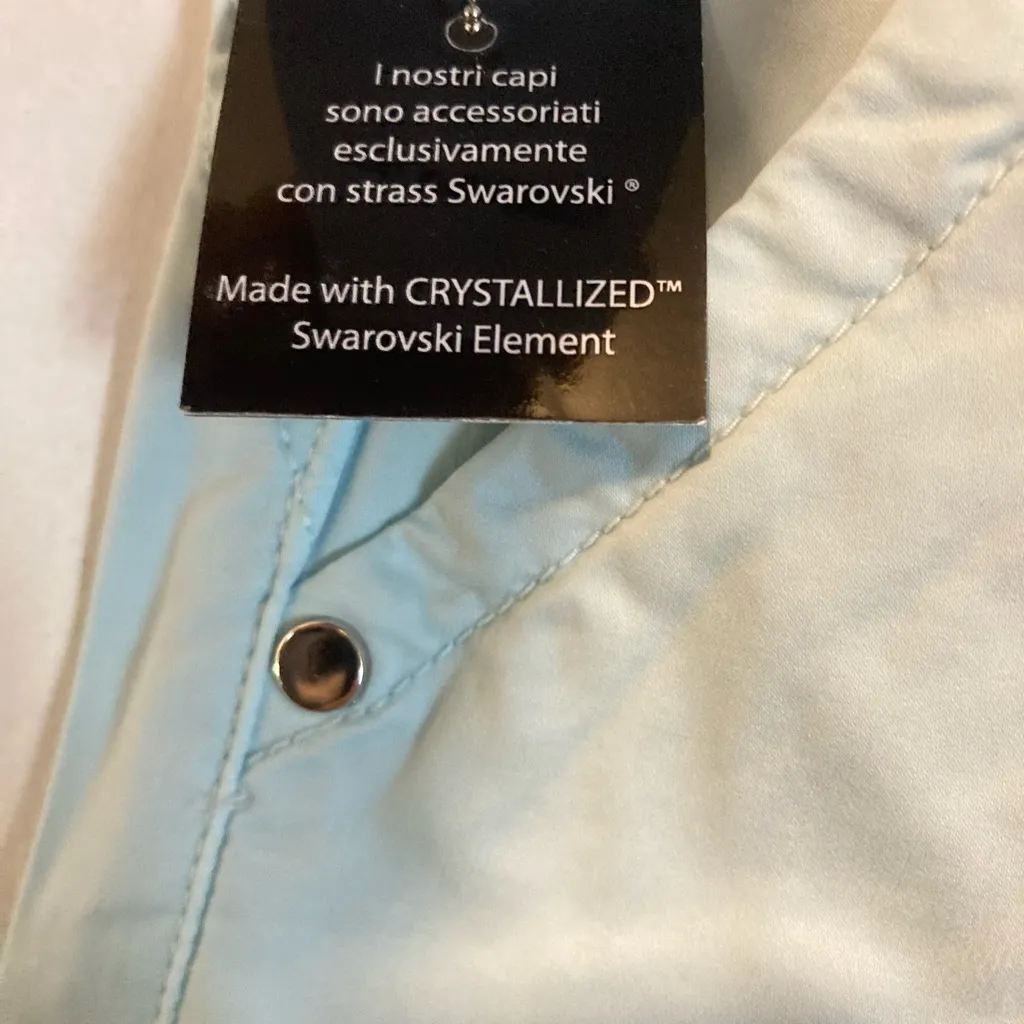 I nostri capi
sono accessoriati
esclusivamente
con strass Swarovski ®
Made with CRYSTALLIZED™
Swarovski Element